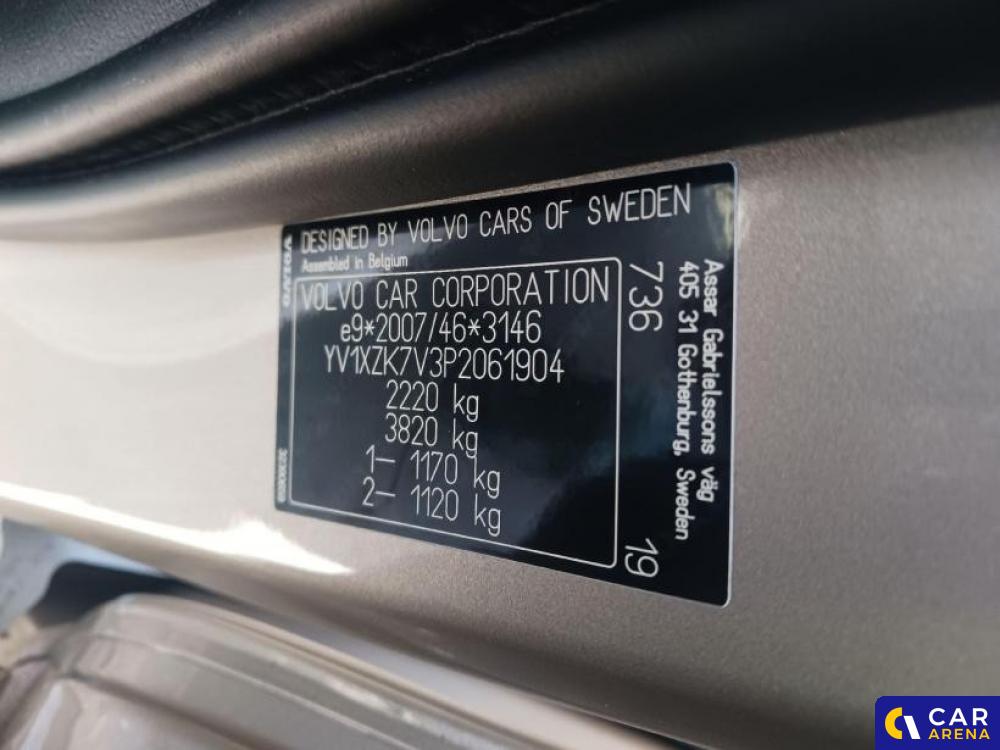 DESIGNED BY VOLVO CARS OF SWEDEN
Assembled in Belgium
VOLVO
VOLVO CAR CORPORATION
e9*2007/46*3146
YV1XZK7V3P2061904
2220 kg
3820 kg
1– 1170 kg
2– 1120 kg
736
19
Assar Gabrielssons väg
405 31 Gothenburg, Sweden
CAR
ARENA